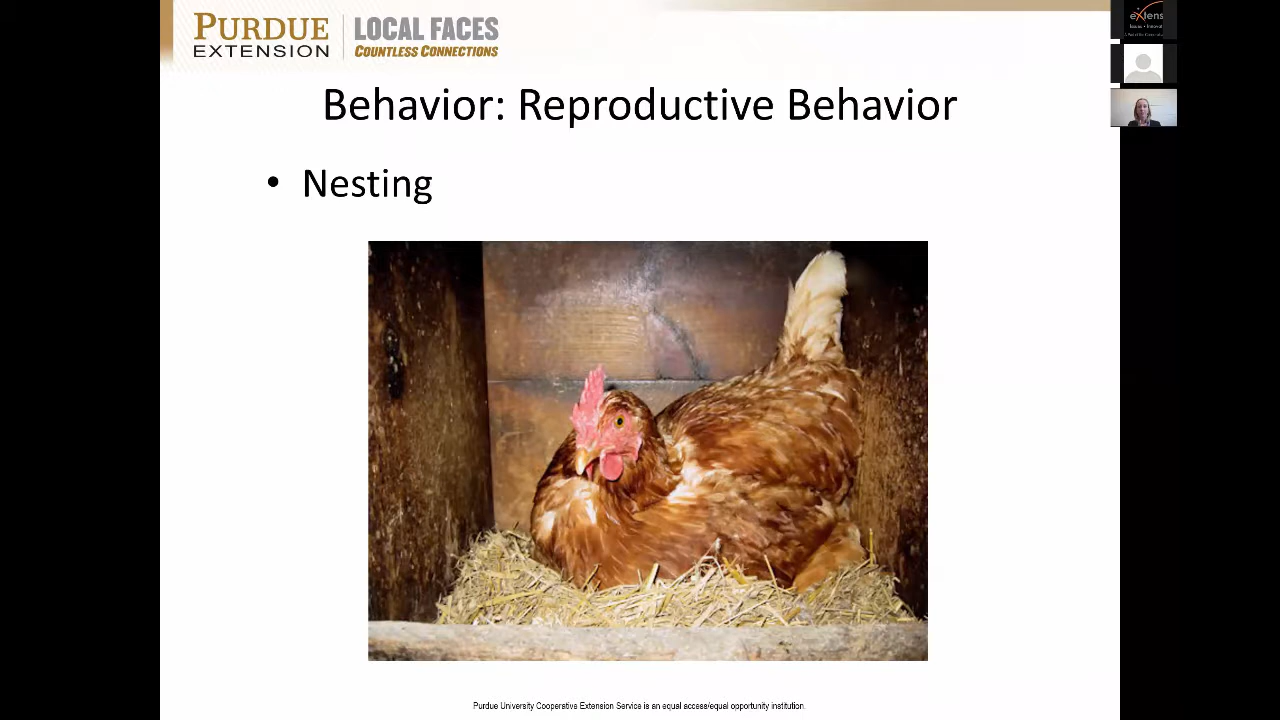 PURDUE
EXTENSION
LOCAL FACES
COUNTLESS CONNECTIONS
eXtens
Behavior: Reproductive Behavior
• Nesting
Purdue University Cooperative Extension Service is an equal access/equal opportunity institution.